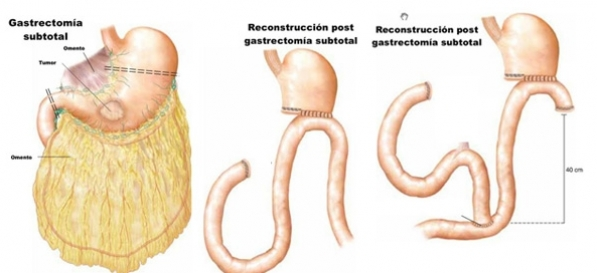 Gastrectomía
subtotal
Omento
Tumor
Omento
Reconstrucción post
gastrectomía subtotal
Reconstrucción post
gastrectomía subtotal
40 cm